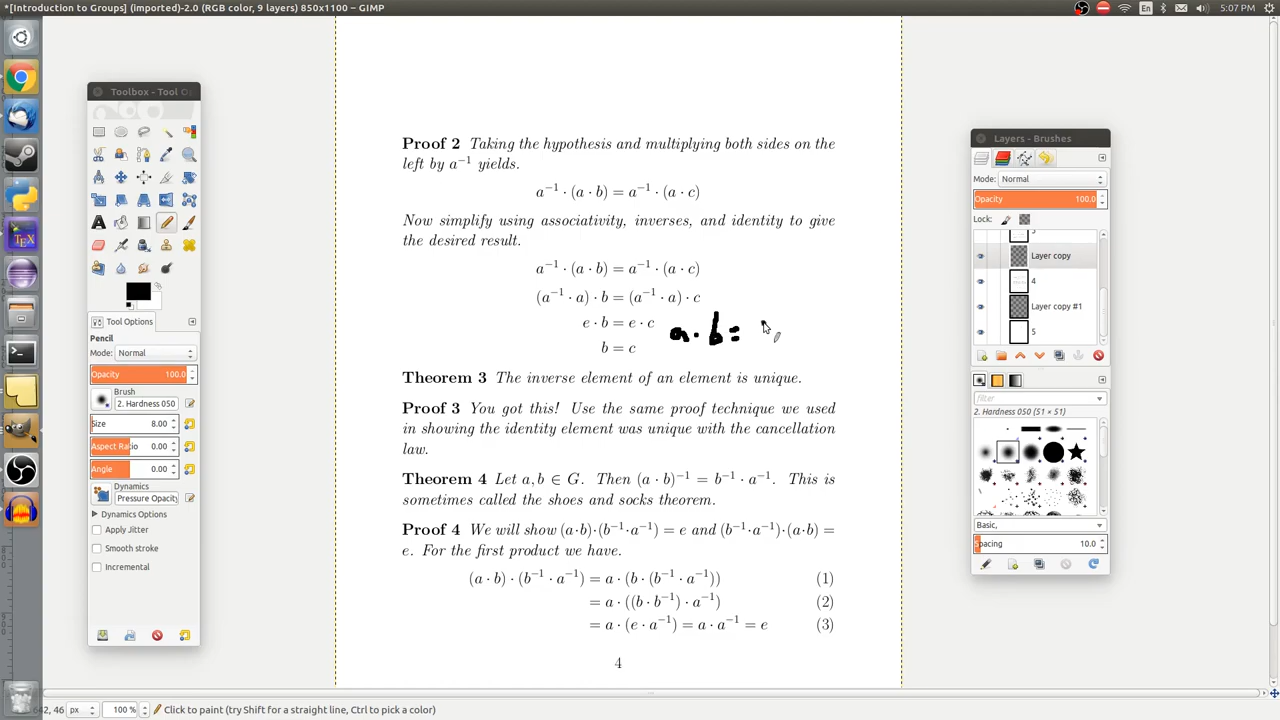 *[Introduction to Groups] (imported)-2.0 (RGB color, 9 layers) 850x1100 – GIMP
En
5:07 PM
Toolbox - Tool O
Tool Options
Pencil
Mode: Normal
Opacity 100.0
Brush
2. Hardness 050
Size 8.00
Aspect Ratio 0.00
Angle 0.00
Dynamics
Pressure Opacity
Dynamics Options
Apply Jitter
Smooth stroke
Incremental
Proof 2 Taking the hypothesis and multiplying both sides on the
left by a⁻¹ yields.
a⁻¹ · (a · b) = a⁻¹ · (a · c)
Now simplify using associativity, inverses, and identity to give
the desired result.
a⁻¹ · (a · b) = a⁻¹ · (a · c)
(a⁻¹ · a) · b = (a⁻¹ · a) · c
e · b = e · c
a · b =
b = c
Theorem 3 The inverse element of an element is unique.
Proof 3 You got this! Use the same proof technique we used
in showing the identity element was unique with the cancellation
law.
Theorem 4 Let a, b ∈ G. Then (a · b)⁻¹ = b⁻¹ · a⁻¹. This is
sometimes called the shoes and socks theorem.
Proof 4 We will show (a·b)·(b⁻¹·a⁻¹) = e and (b⁻¹·a⁻¹)·(a·b) =
e. For the first product we have.
(a · b) · (b⁻¹ · a⁻¹) = a · (b · (b⁻¹ · a⁻¹)) (1)
= a · ((b · b⁻¹) · a⁻¹) (2)
= a · (e · a⁻¹) = a · a⁻¹ = e (3)
4
Layers - Brushes
Mode: Normal
Opacity 100.0
Lock:
Layer copy
4
Layer copy #1
5
filter
2. Hardness 050 (51 × 51)
Basic,
Spacing 10.0
642, 46 px 100 % Click to paint (try Shift for a straight line, Ctrl to pick a color)